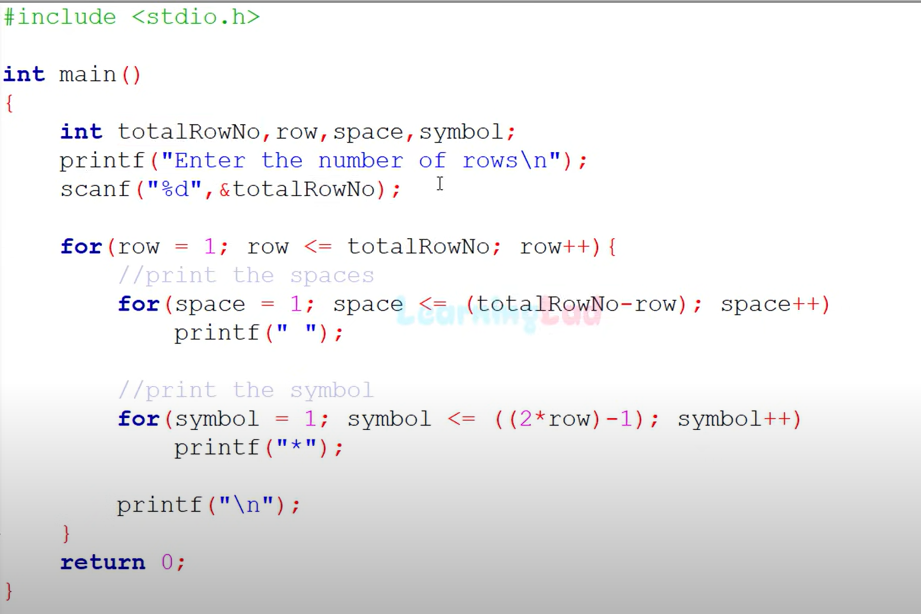 #include <stdio.h>
int main()
{
int totalRowNo,row,space,symbol;
printf("Enter the number of rows\n");
scanf("%d",&totalRowNo);
for(row = 1; row <= totalRowNo; row++){
//print the spaces
for(space = 1; space <= (totalRowNo-row); space++)
printf(" ");
//print the symbol
for(symbol = 1; symbol <= ((2*row)-1); symbol++)
printf("*");
printf("\n");
}
return 0;
}
LearningLad